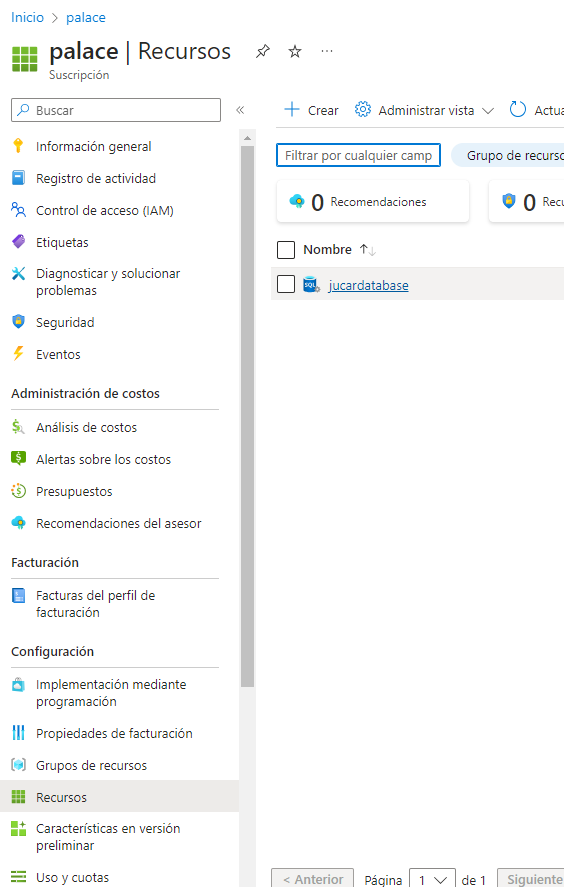 Inicio > palace
palace | Recursos
Suscripción
Buscar
Información general
Registro de actividad
Control de acceso (IAM)
Etiquetas
Diagnosticar y solucionar
problemas
Seguridad
Eventos
Administración de costos
Análisis de costos
Alertas sobre los costos
Presupuestos
Recomendaciones del asesor
Facturación
Facturas del perfil de
facturación
Configuración
Implementación mediante
programación
Propiedades de facturación
Grupos de recursos
Recursos
Características en versión
preliminar
Uso y cuotas
Crear Administrar vista Actua
Filtrar por cualquier camp Grupo de recurso
0 Recomendaciones 0 Recu
Nombre
SQL jucardatabase
< Anterior Página 1 de 1 Siguiente